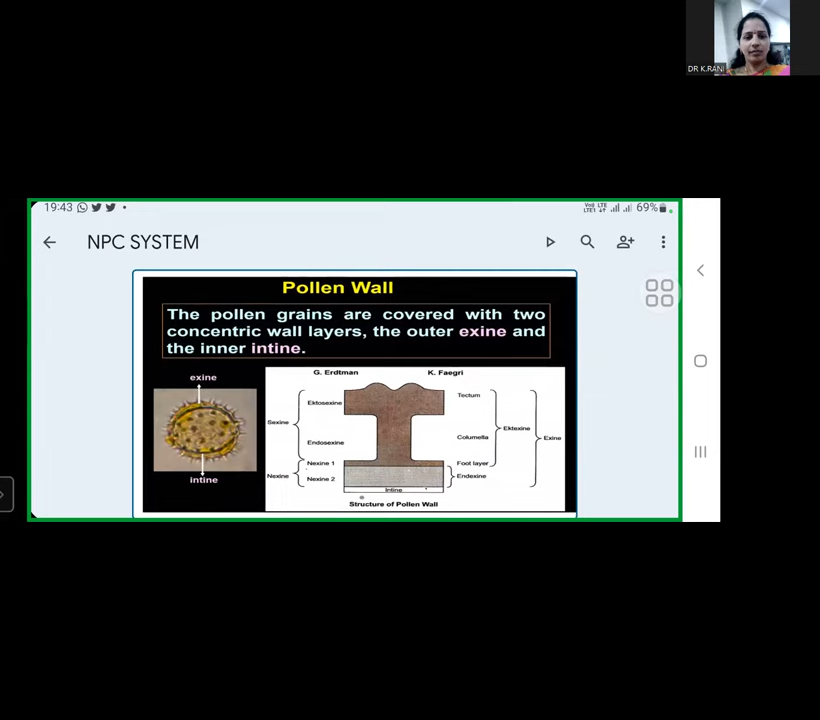 DR K.RANI
19:43
69%
NPC SYSTEM
Pollen Wall
The pollen grains are covered with two
concentric wall layers, the outer exine and
the inner intine.
exine
intine
G. Erdtman
K. Faegri
Sexine
Ektosexine
Endosexine
Nexine
Nexine 1
Nexine 2
Tectum
Columella
Foot layer
Endexine
Ektexine
Exine
Intine
Structure of Pollen Wall